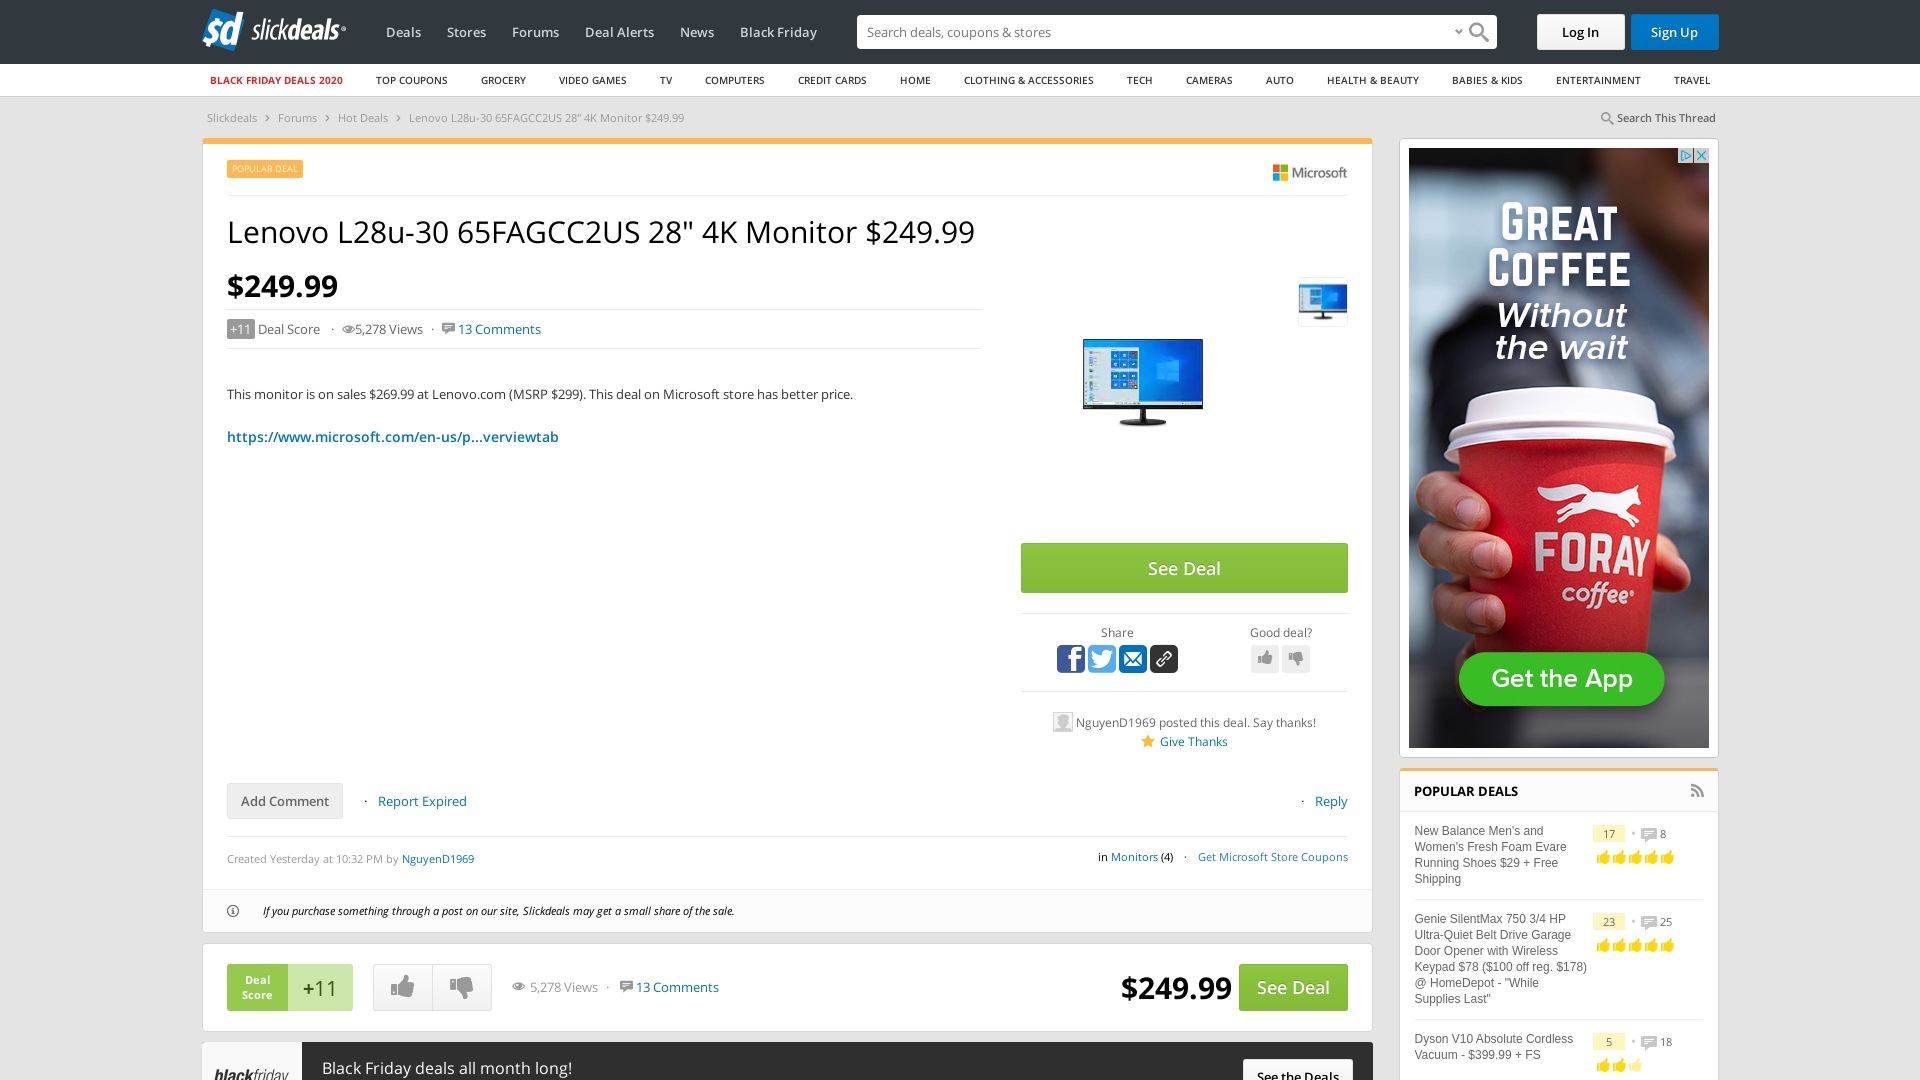 sd slickdeals
Deals Stores Forums Deal Alerts News Black Friday
Search deals, coupons & shops
Log In Sign Up
BLACK FRIDAY DEALS 2020 TOP COUPONS GROCERY VIDEO GAMES TV COMPUTERS CREDIT CARDS HOME CLOTHING & ACCESSORIES TECH CAMERAS AUTO HEALTH & BEAUTY BABIES & KIDS ENTERTAINMENT TRAVEL
Slickdeals > Forums > Hot Deals > Lenovo L28u-30 65FAGCC2US 28" 4K Monitor $249.99
Search This Thread
POPULAR DEAL
Microsoft
Lenovo L28u-30 65FAGCC2US 28" 4K Monitor $249.99
$249.99
+11 Deal Score · 5,278 Views · 13 Comments
This monitor is on sales $269.99 at Lenovo.com (MSRP $299). This deal on Microsoft store has better price.
https://www.microsoft.com/en-us/p...verviewtab
See Deal
Share
Good deal?
NguyenD1969 posted this deal. Say thanks!
Give Thanks
Add Comment · Report Expired
· Reply
Created Yesterday at 10:32 PM by NguyenD1969
in Monitors (4) · Get Microsoft Store Coupons
If you purchase something through a post on our site, Slickdeals may get a small share of the sale.
Deal
Score
+11
5,278 Views · 13 Comments
$249.99
See Deal
blackfriday
Black Friday deals all month long!
See the Deals
GREAT
COFFEE
Without
the wait
FORAY
coffee
Get the App
POPULAR DEALS
New Balance Men's and
Women's Fresh Foam Evare
Running Shoes $29 + Free
Shipping
17 • 8
Genie SilentMax 750 3/4 HP
Ultra-Quiet Belt Drive Garage
Door Opener with Wireless
Keypad $78 ($100 off reg. $178)
@ HomeDepot - "While
Supplies Last"
23 • 25
Dyson V10 Absolute Cordless
Vacuum - $399.99 + FS
5 • 18